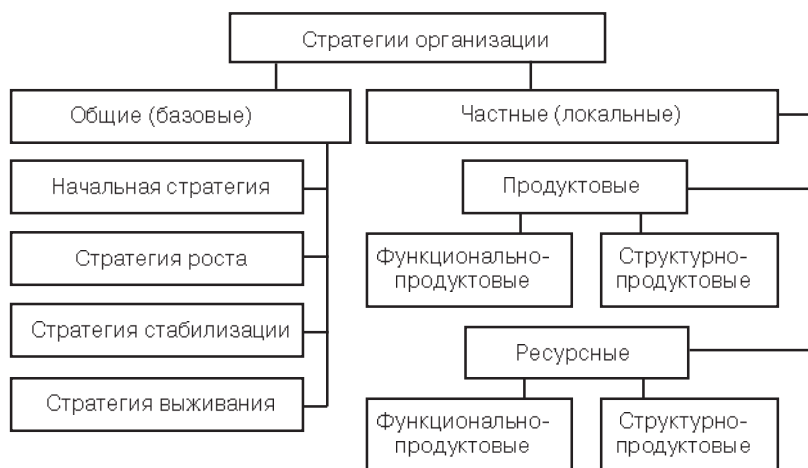 Стратегии организации
Общие (базовые)
Частные (локальные)
Начальная стратегия
Стратегия роста
Стратегия стабилизации
Стратегия выживания
Продуктовые
Функционально-
продуктовые
Структурно-
продуктовые
Ресурсные
Функционально-
продуктовые
Структурно-
продуктовые